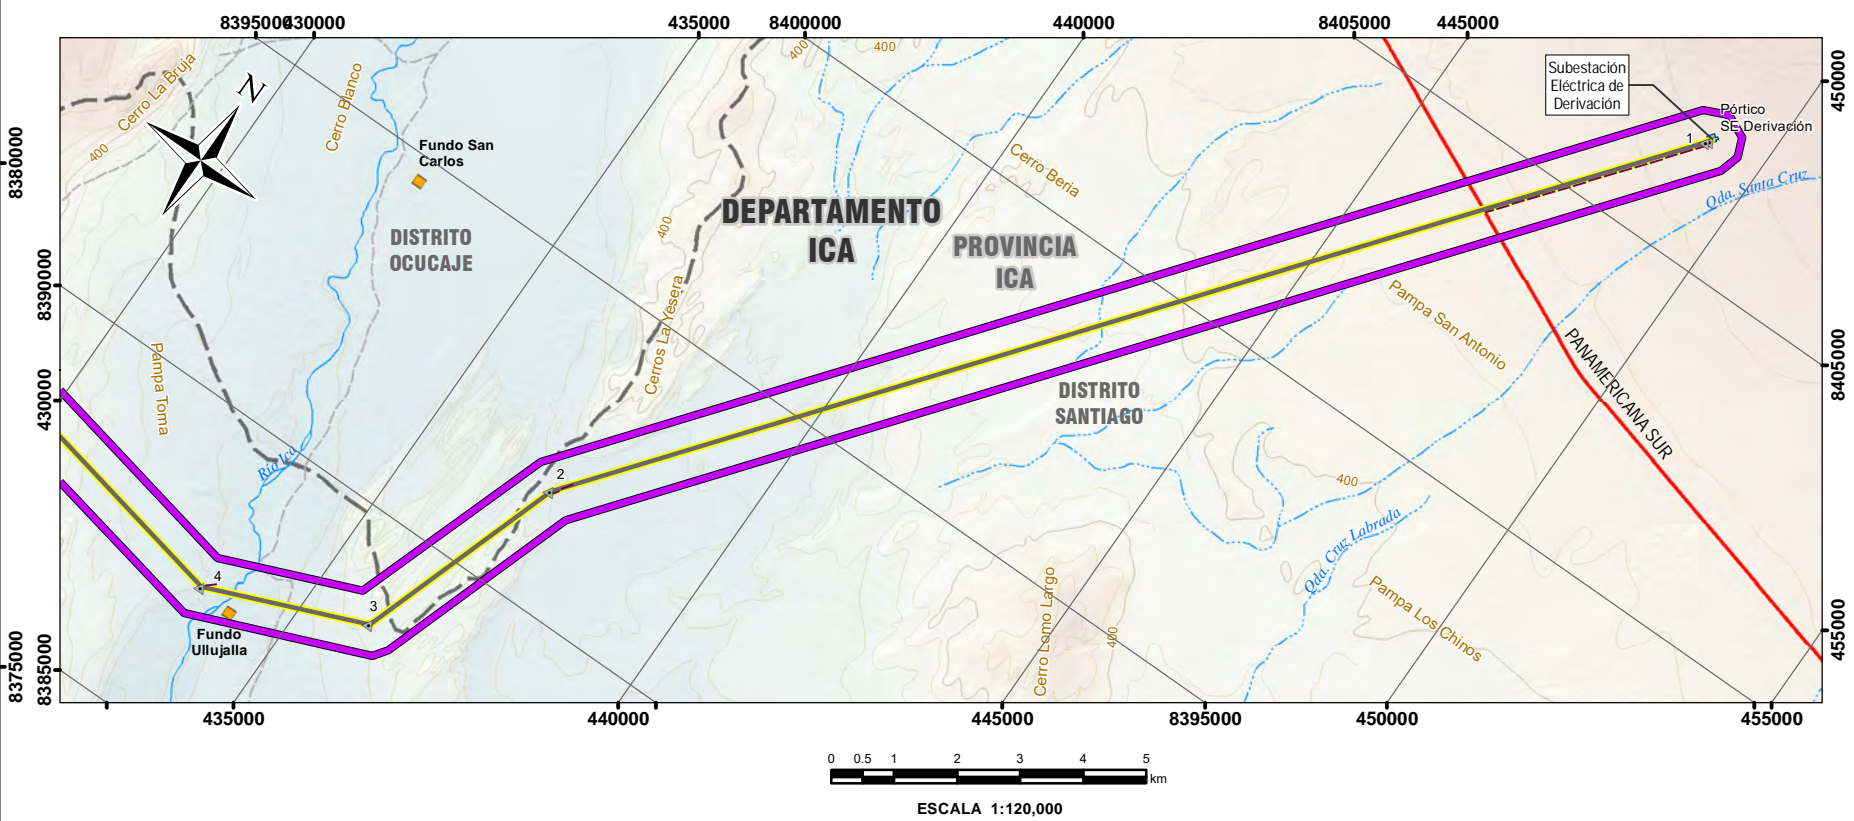 8395000
430000
435000
8400000
440000
8405000
445000
Cerro La Bruja
400
N
Cerro Blanco
Fundo San
Carlos
DISTRITO
OCUCAJE
400
400
400
Cerros La Yesera
DEPARTAMENTO
ICA
Cerro Beria
PROVINCIA
ICA
Subestación
Eléctrica de
Derivación
Pórtico
SE Derivación
1
Qda. Santa Cruz
450000
8380000
8390000
430000
8375000
8385000
Pampa Toma
Río Ica
Pampa San Antonio
PANAMERICANA SUR
8405000
DISTRITO
SANTIAGO
2
400
Qda. Cruz Labrada
4
3
Fundo
Ullujalla
Cerro Lomo Largo
400
Pampa Los Chinos
455000
435000
440000
445000
8395000
450000
455000
0 0.5 1 2 3 4 5
km
ESCALA 1:120,000